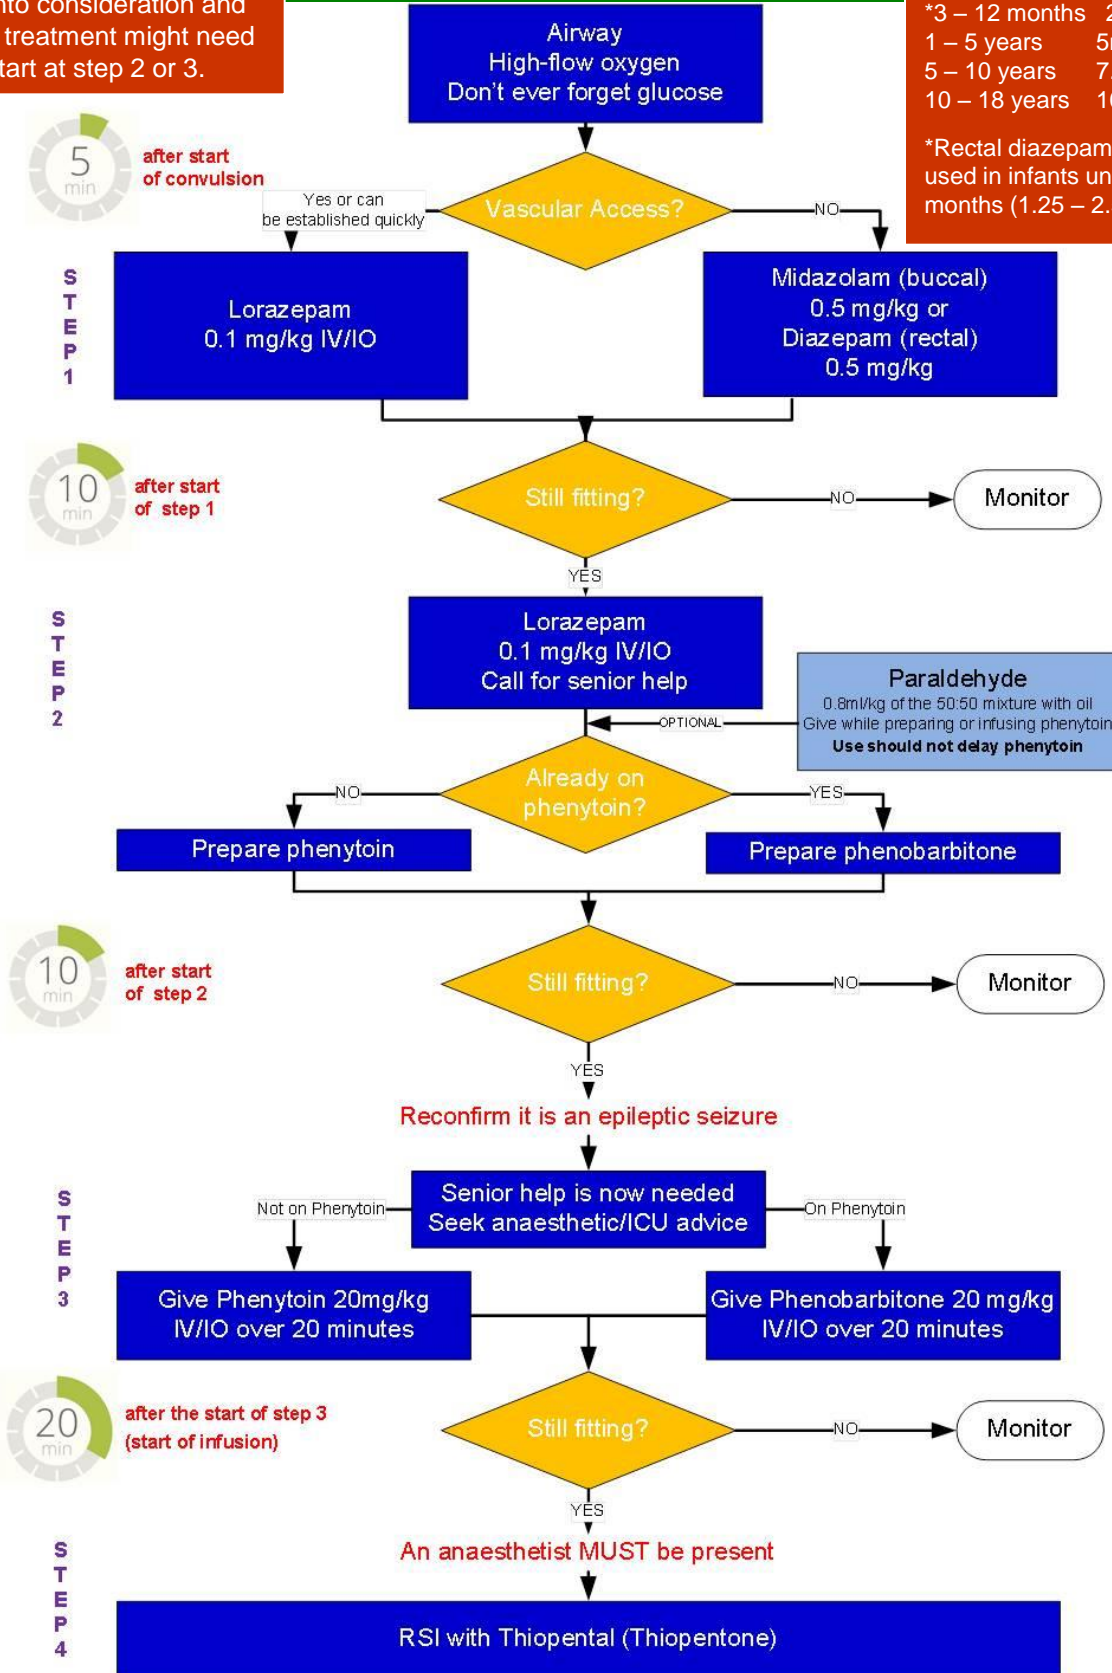 into consideration and
treatment might need
start at step 2 or 3.
*3 – 12 months
1 – 5 years
5 – 10 years
10 – 18 years
*Rectal diazepam
used in infants
months (1.25 –
Airway
High-flow oxygen
Don't ever forget glucose
5
min
after start
of convulsion
Yes or can
be established quickly
Vascular Access?
NO
STEP 1
Lorazepam
0.1 mg/kg IV/IO
Midazolam (buccal)
0.5 mg/kg or
Diazepam (rectal)
0.5 mg/kg
10
min
after start
of step 1
Still fitting?
NO
Monitor
YES
STEP 2
Lorazepam
0.1 mg/kg IV/IO
Call for senior help
Paraldehyde
0.8ml/kg of the 50:50 mixture with oil
Give while preparing or infusing phenytoin
Use should not delay phenytoin
OPTIONAL
Already on
phenytoin?
NO
YES
Prepare phenytoin
Prepare phenobarbitone
10
min
after start
of step 2
Still fitting?
NO
Monitor
YES
Reconfirm it is an epileptic seizure
STEP 3
Senior help is now needed
Seek anaesthetic/ICU advice
Not on Phenytoin
On Phenytoin
Give Phenytoin 20mg/kg
IV/IO over 20 minutes
Give Phenobarbitone 20 mg/kg
IV/IO over 20 minutes
20
min
after the start of step 3
(start of infusion)
Still fitting?
NO
Monitor
YES
An anaesthetist MUST be present
STEP 4
RSI with Thiopental (Thiopentone)